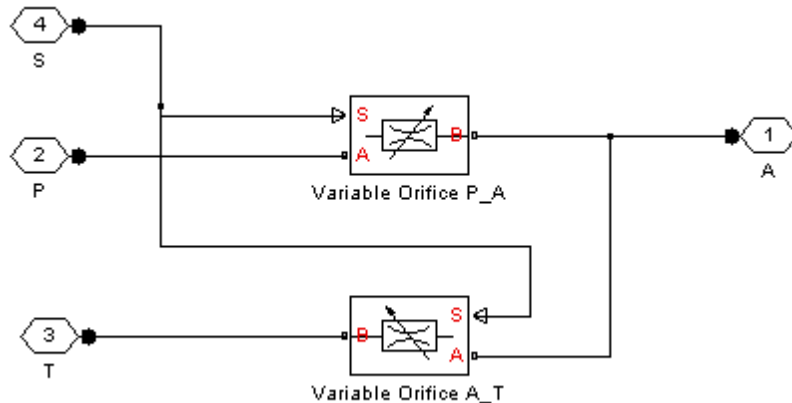 4
S
S
2
A
B
1
P
Variable Orifice P_A
A
3
B
S
A
T
Variable Orifice A_T